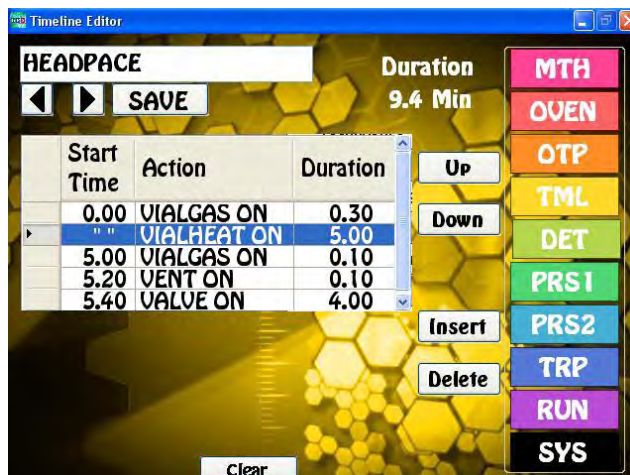 Timeline Editor
HEADPACE
SAVE
Duration
9.4 Min
Start Time Action Duration
0.00 VIALGAS ON 0.30
" " VIALHEAT ON 5.00
5.00 VIALGAS ON 0.10
5.20 VENT ON 0.10
5.40 VALVE ON 4.00
Up
Down
Insert
Delete
Clear
MTH
OVEN
OTP
TML
DET
PRS1
PRS2
TRP
RUN
SYS